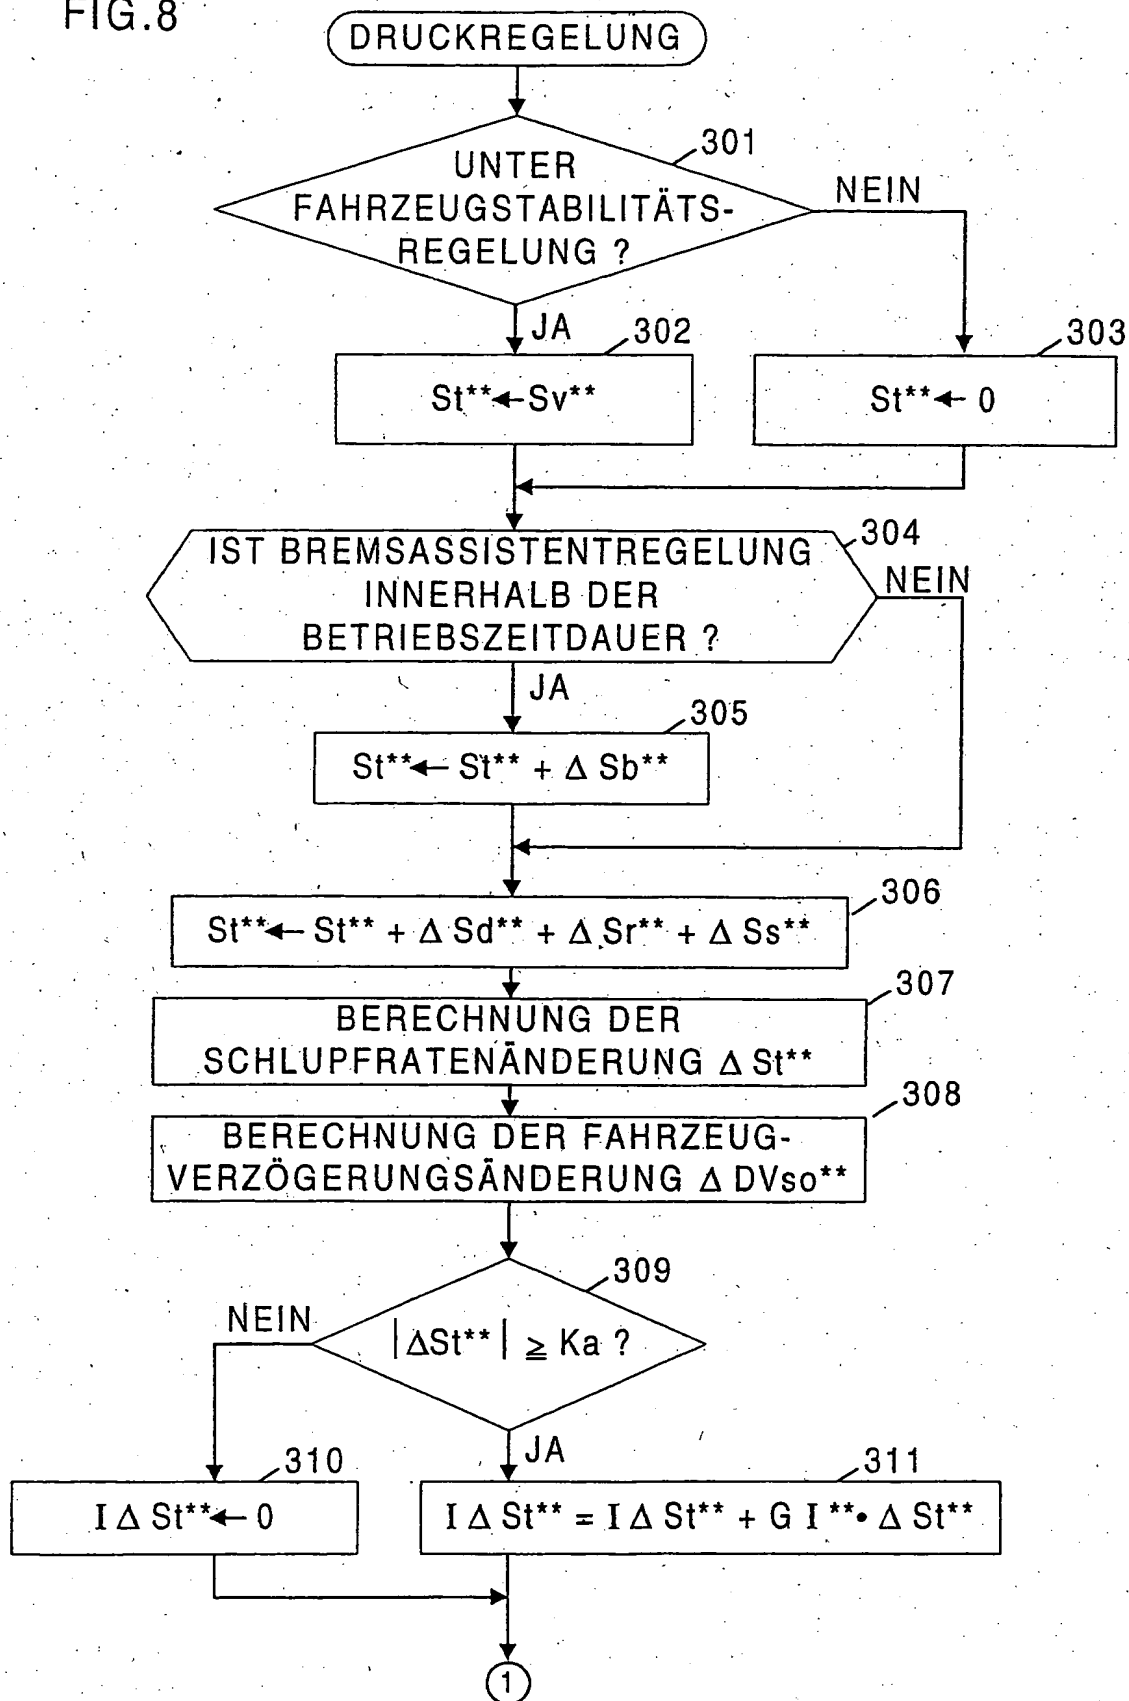 FIG.8
DRUCKREGELUNG
301
UNTER
FAHRZEUGSTABILITÄTS-
REGELUNG ?
NEIN
JA
302
303
St**←Sv**
St**← 0
304
IST BREMSASSISTENTREGELUNG
INNERHALB DER
BETRIEBSZEITDAUER ?
NEIN
JA
305
St**← St** + Δ Sb**
306
St**← St** + Δ Sd** + Δ Sr** + Δ Ss**
307
BERECHNUNG DER
SCHLUPFRATENÄNDERUNG Δ St**
308
BERECHNUNG DER FAHRZEUG-
VERZÖGERUNGSÄNDERUNG Δ DVso**
309
NEIN
|ΔSt**| ≧ Ka ?
JA
310
311
I Δ St**← 0
I Δ St** = I Δ St** + G I **• Δ St**
1